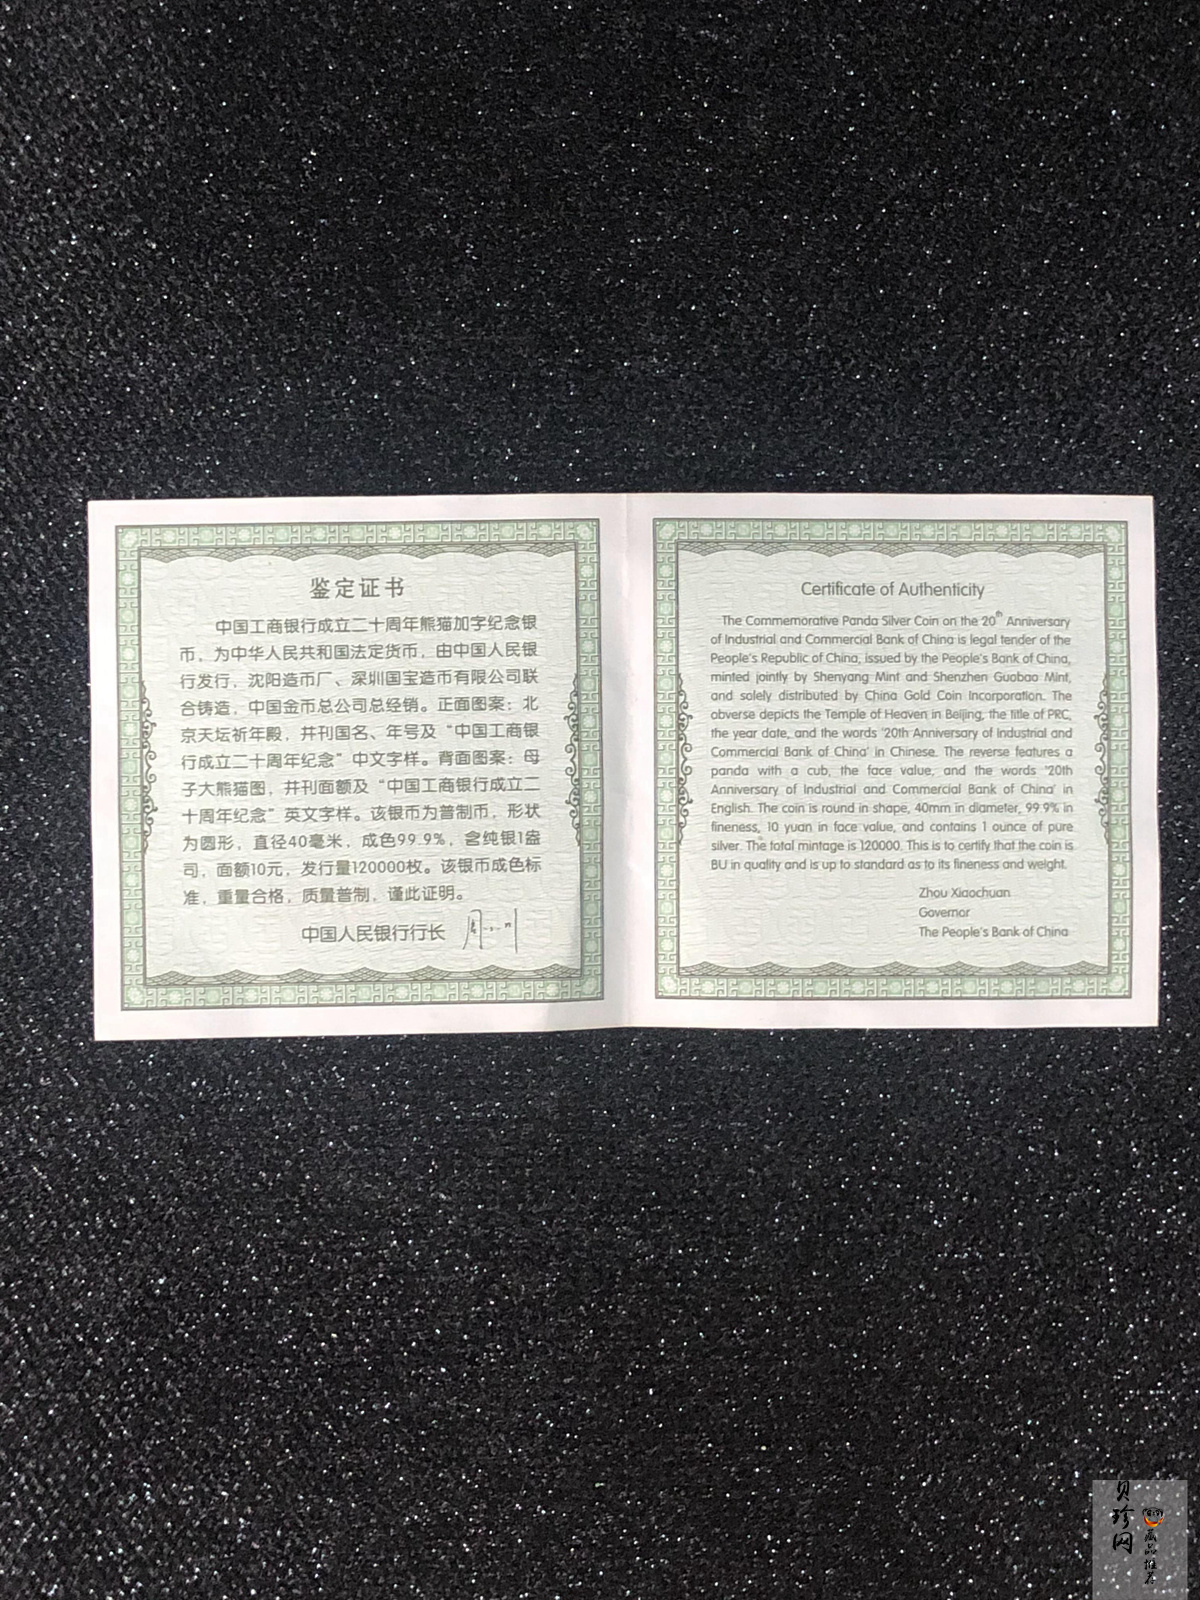 鉴定证书
中国工商银行成立二十周年熊猫加字纪念银
币，为中华人民共和国法定货币，由中国人民银
行发行，沈阳造币厂、深圳国宝造币有限公司联
合铸造，中国金币总公司总经销。正面图案：北
京天坛祈年殿，并刊国名、年号及“中国工商银
行成立二十周年纪念”中文字样。背面图案：母
子大熊猫图，并刊面额及“中国工商银行成立二
十周年纪念”英文字样。该银币为普制币，形状
为圆形，直径40毫米，成色99.9%，含纯银1盎
司，面额10元，发行量120000枚。该银币成色标
准，重量合格，质量普制，谨此证明。
中国人民银行行长
Certificate of Authenticity
The Commemorative Panda Silver Coin on the 20th Anniversary
of Industrial and Commercial Bank of China is legal tender of the
People's Republic of China, issued by the People's Bank of China,
minted jointly by Shenyang Mint and Shenzhen Guobao Mint,
and solely distributed by China Gold Coin Incorporation. The
obverse depicts the Temple of Heaven in Beijing, the title of PRC,
the year date, and the words '20th Anniversary of Industrial and
Commercial Bank of China' in Chinese. The reverse features a
panda with a cub, the face value, and the words '20th
Anniversary of Industrial and Commercial Bank of China' in
English. The coin is round in shape, 40mm in diameter, 99.9% in
fineness, 10 yuan in face value, and contains 1 ounce of pure
silver. The total mintage is 120000. This is to certify that the coin is
BU in quality and is up to standard as to its fineness and weight.
Zhou Xiaochuan
Governor
The People's Bank of China
贝珍网
藏品推荐